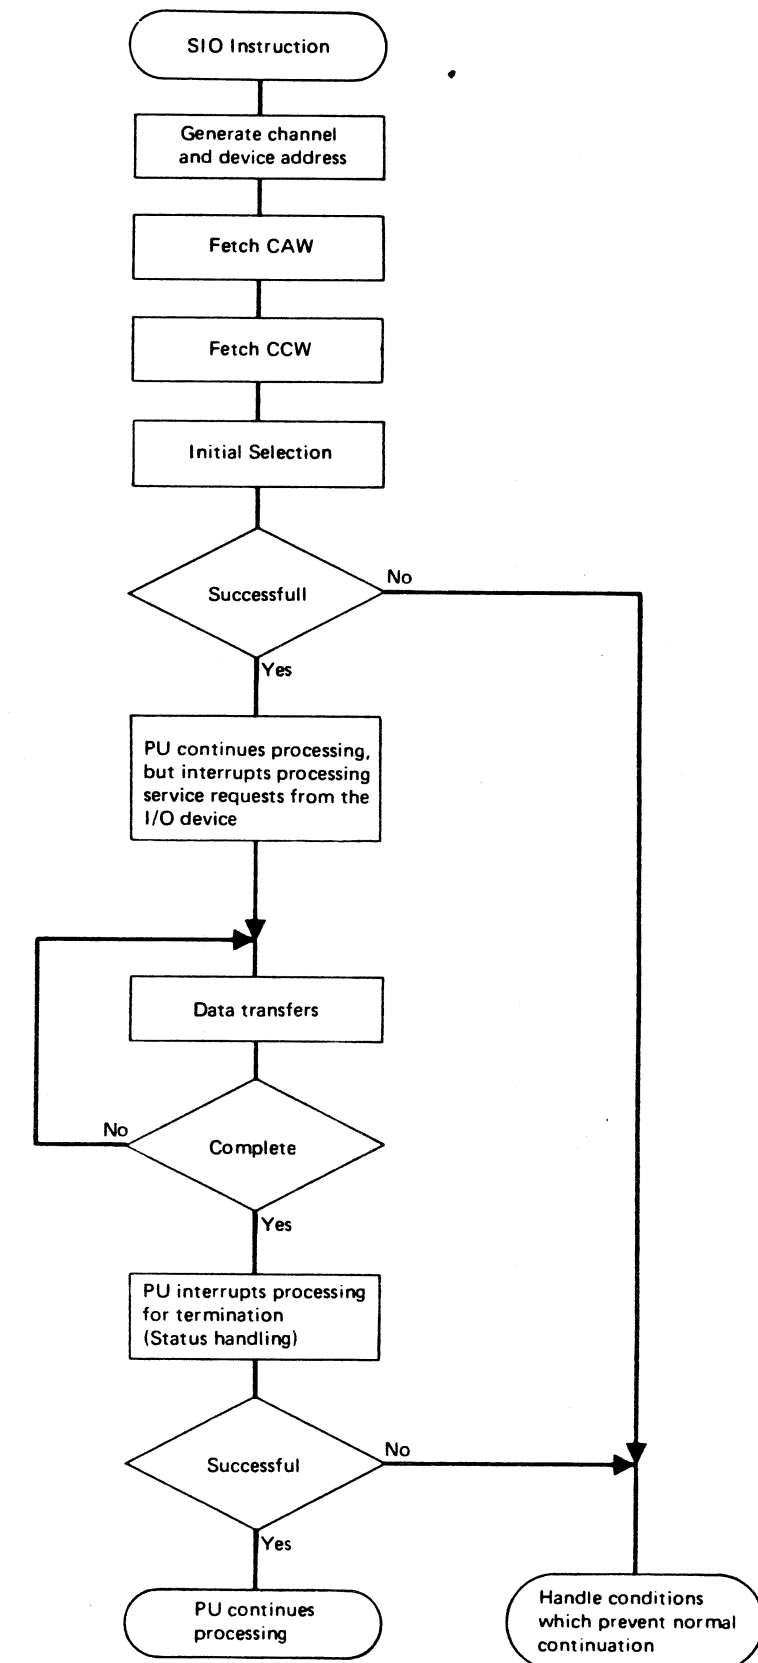 SIO Instruction
Generate channel
and device address
Fetch CAW
Fetch CCW
Initial Selection
Successfull
No
Yes
PU continues processing,
but interrupts processing
service requests from the
I/O device
Data transfers
No
Complete
Yes
PU interrupts processing
for termination
(Status handling)
Successful
No
Yes
PU continues
processing
Handle conditions
which prevent normal
continuation